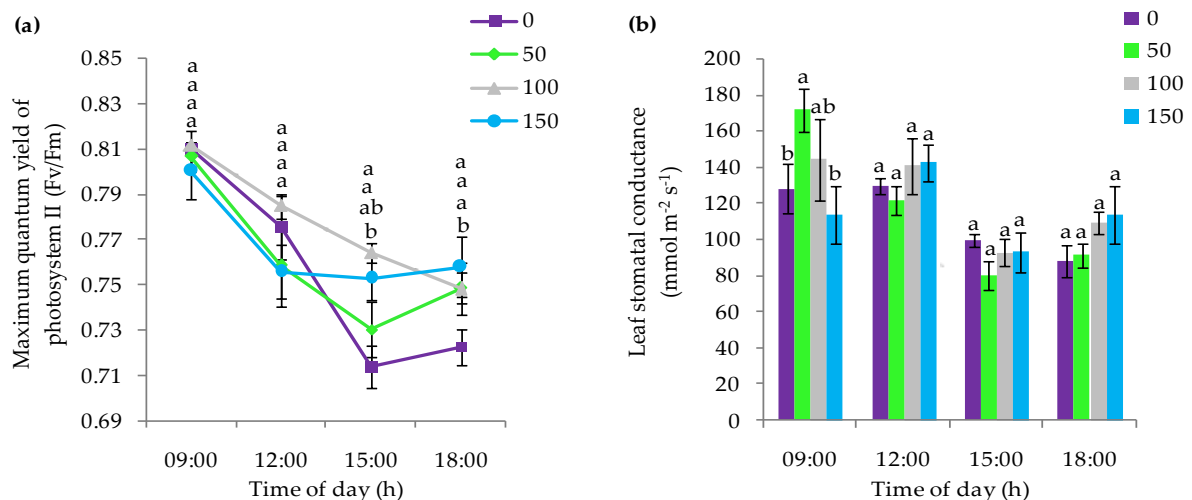 (a)
0
50
100
150
Maximum quantum yield of
photosystem II (Fv/Fm)
0.85
0.83
0.81
0.79
0.77
0.75
0.73
0.71
0.69
a
a
a
a
a
a
a
a
a
a
ab
b
a
a
a
b
09:00 12:00 15:00 18:00
Time of day (h)
(b)
0
50
100
150
Leaf stomatal conductance
(mmol m⁻² s⁻¹)
200
180
160
140
120
100
80
60
40
20
0
b a ab b
a a a a
a a a a
a a a a
09:00 12:00 15:00 18:00
Time of day (h)